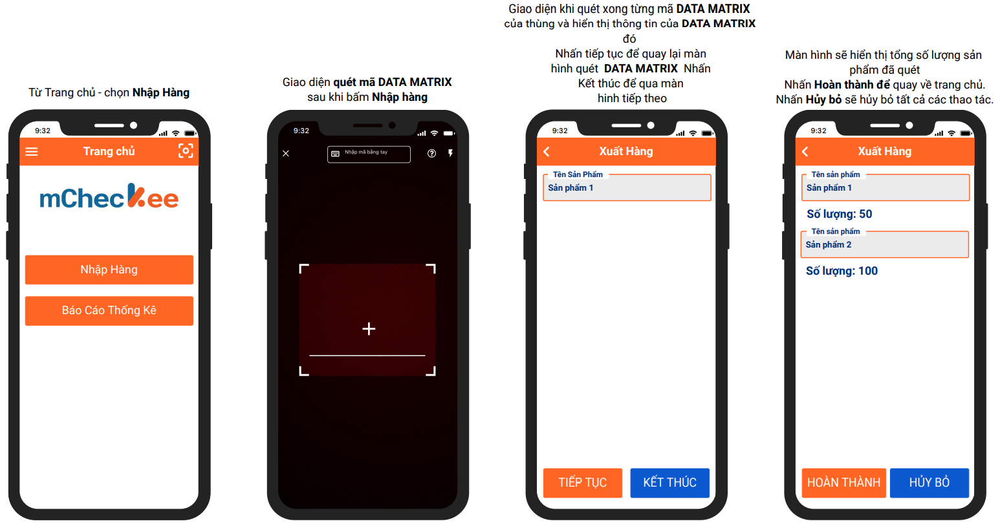 Từ Trang chủ - chọn Nhập Hàng
9:32
Trang chủ
mCheckee
Nhập Hàng
Báo Cáo Thống Kê
Giao diện quét mã DATA MATRIX
sau khi bấm Nhập hàng
9:32
Nhập mã bằng tay
Giao diện khi quét xong từng mã DATA MATRIX
của thùng và hiển thị thông tin của DATA MATRIX
đó
Nhấn tiếp tục để quay lại màn
hình quét DATA MATRIX Nhấn
Kết thúc để qua màn
hinh tiếp theo
9:32
Xuất Hàng
Tên Sản Phẩm
Sản phẩm 1
TIẾP TỤC
KẾT THÚC
Màn hình sẽ hiển thị tổng số lượng sản
phẩm đã quét
Nhấn Hoàn thành để quay về trang chủ.
Nhấn Hủy bỏ sẽ hủy bỏ tất cả các thao tác.
9:32
Xuất Hàng
Tên sản phẩm
Sản phẩm 1
Số lượng: 50
Tên sản phẩm
Sản phẩm 2
Số lượng: 100
HOÀN THÀNH
HỦY BỎ